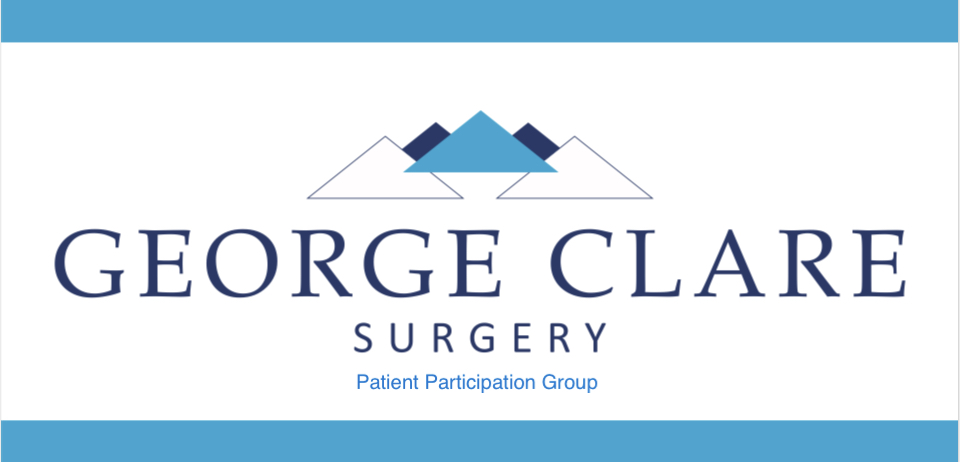 GEORGE CLARE
SURGERY
Patient Participation Group